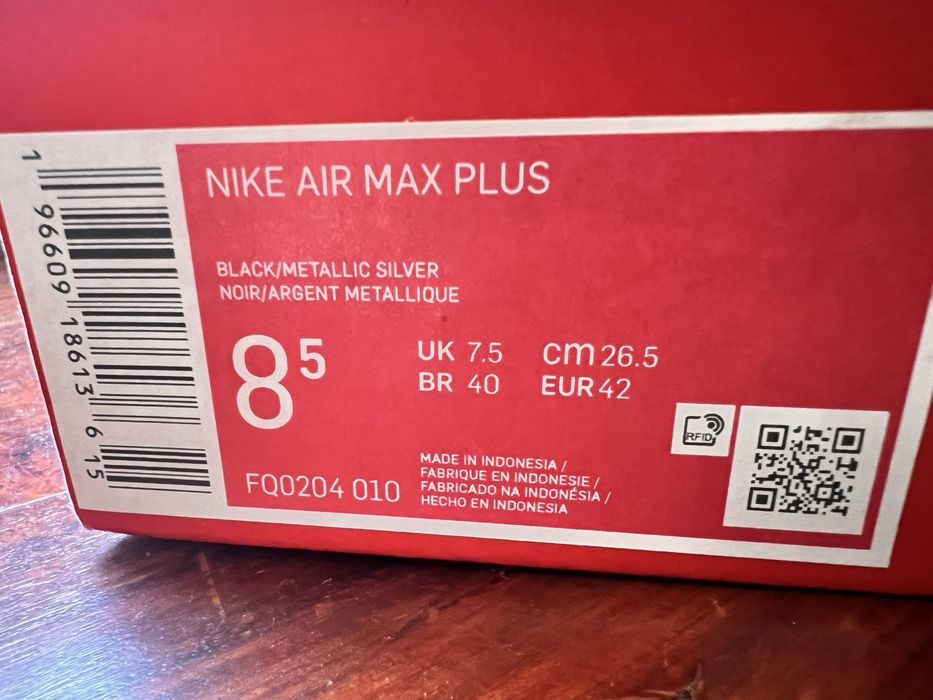 1 96609 18613 6 15
NIKE AIR MAX PLUS
BLACK/METALLIC SILVER
NOIR/ARGENT METALLIQUE
8 5
UK 7.5 cm 26.5
BR 40 EUR 42
RFID
FQ0204 010
MADE IN INDONESIA /
FABRIQUE EN INDONESIE /
FABRICADO NA INDONÉSIA /
HECHO EN INDONESIA